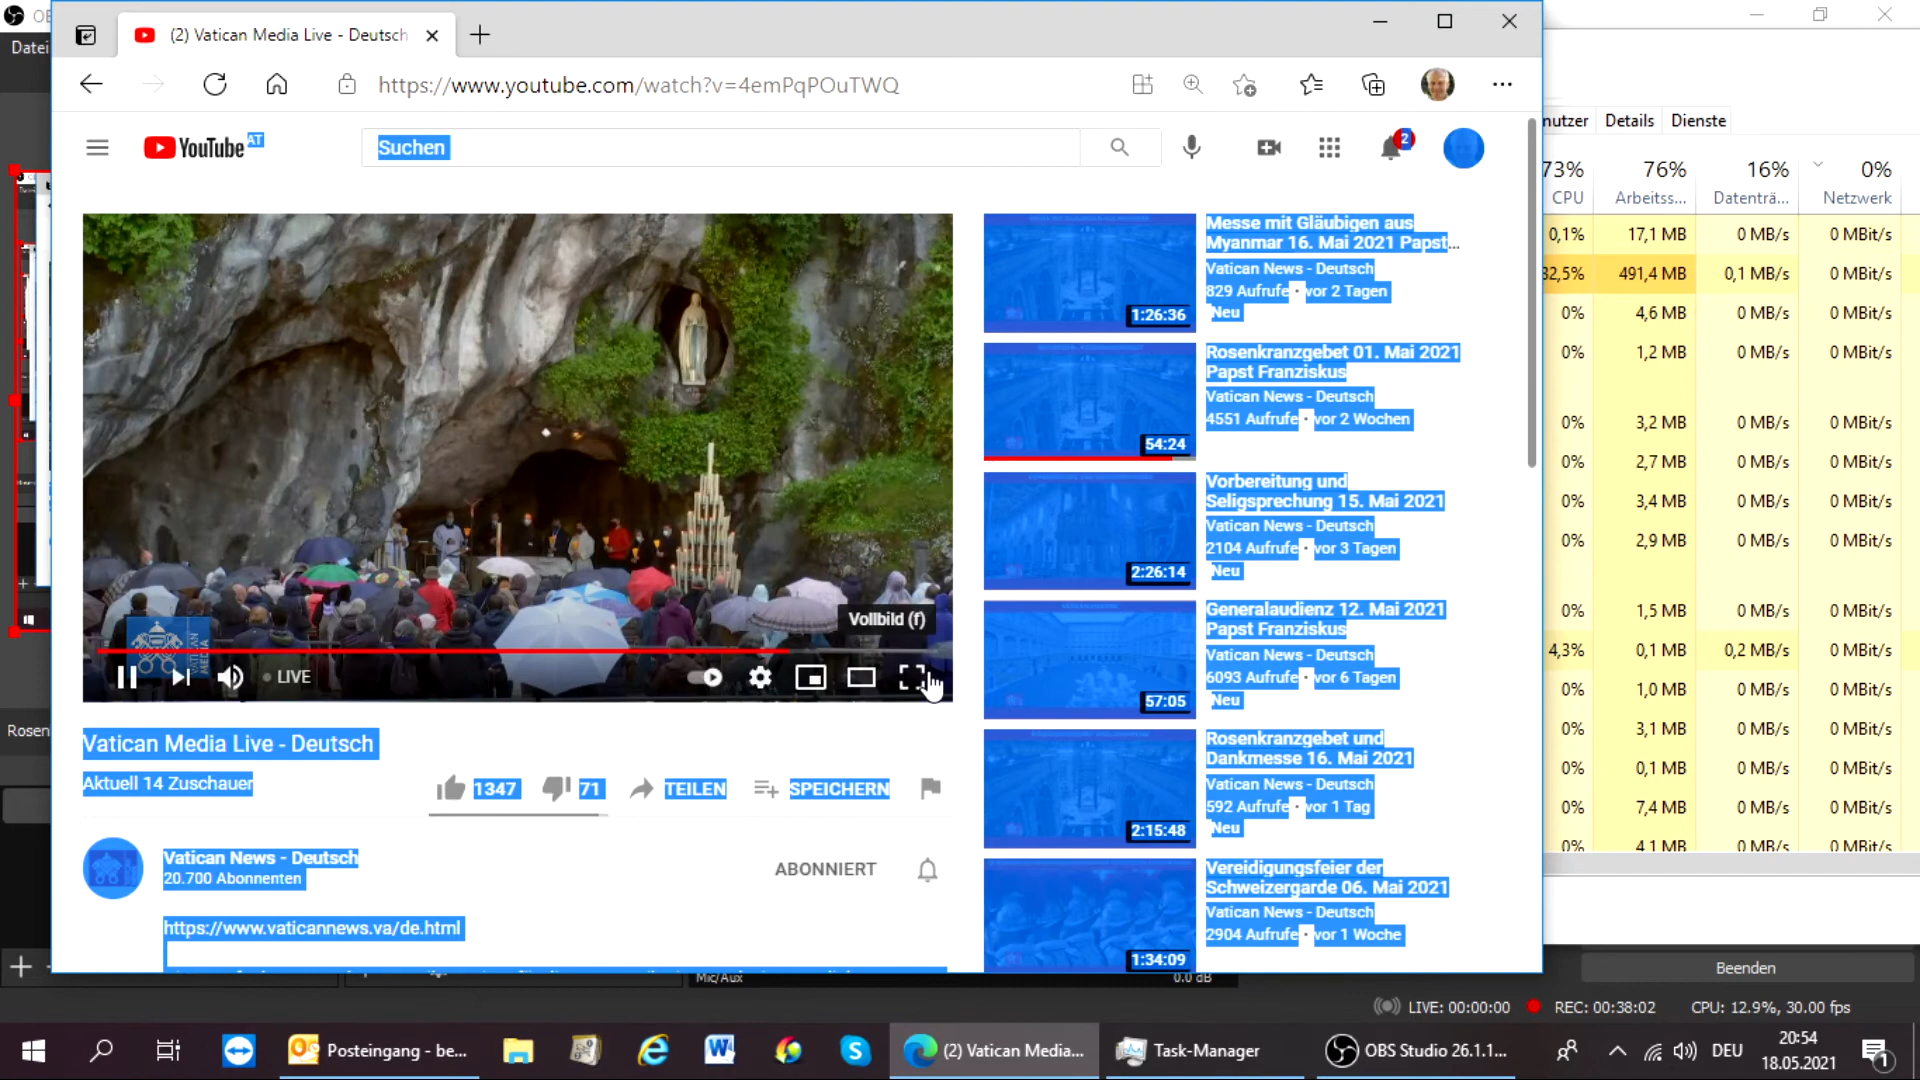 (2) Vatican Media Live - Deutsch
https://www.youtube.com/watch?v=4emPqPOuTWQ
Datei
YouTube AT
Suchen
2
nutzer Details Dienste
73% 76% 16% 0%
CPU Arbeitss... Datenträ... Netzwerk
0,1% 17,1 MB 0 MB/s 0 MBit/s
32,5% 491,4 MB 0,1 MB/s 0 MBit/s
0% 4,6 MB 0 MB/s 0 MBit/s
0% 1,2 MB 0 MB/s 0 MBit/s
0% 3,2 MB 0 MB/s 0 MBit/s
0% 2,7 MB 0 MB/s 0 MBit/s
0% 3,4 MB 0 MB/s 0 MBit/s
0% 2,9 MB 0 MB/s 0 MBit/s
0% 1,5 MB 0 MB/s 0 MBit/s
4,3% 0,1 MB 0,2 MB/s 0 MBit/s
0% 1,0 MB 0 MB/s 0 MBit/s
0% 3,1 MB 0 MB/s 0 MBit/s
0% 0,1 MB 0 MB/s 0 MBit/s
0% 7,4 MB 0 MB/s 0 MBit/s
0% 4,1 MB 0 MB/s 0 MBit/s
Messe mit Gläubigen aus
Myanmar 16. Mai 2021 Papst...
Vatican News - Deutsch
829 Aufrufe · vor 2 Tagen
Neu
1:26:36
Rosenkranzgebet 01. Mai 2021
Papst Franziskus
Vatican News - Deutsch
4551 Aufrufe · vor 2 Wochen
54:24
Vorbereitung und
Seligsprechung 15. Mai 2021
Vatican News - Deutsch
2104 Aufrufe · vor 3 Tagen
Neu
2:26:14
Generalaudienz 12. Mai 2021
Papst Franziskus
Vatican News - Deutsch
6093 Aufrufe · vor 6 Tagen
Neu
57:05
Rosenkranzgebet und
Dankmesse 16. Mai 2021
Vatican News - Deutsch
592 Aufrufe · vor 1 Tag
Neu
2:15:48
Vereidigungsfeier der
Schweizergarde 06. Mai 2021
Vatican News - Deutsch
2904 Aufrufe · vor 1 Woche
1:34:09
Vollbild (f)
VATICAN
MEDIA
LIVE
Rosen
Vatican Media Live - Deutsch
Aktuell 14 Zuschauer
1347 71 TEILEN SPEICHERN
Vatican News - Deutsch
20.700 Abonnenten
ABONNIERT
https://www.vaticannews.va/de.html
Mic/Aux 0.0 dB
Beenden
LIVE: 00:00:00 REC: 00:38:02 CPU: 12.9%, 30.00 fps
Posteingang - be... (2) Vatican Media... Task-Manager OBS Studio 26.1.1... DEU 20:54
18.05.2021
1